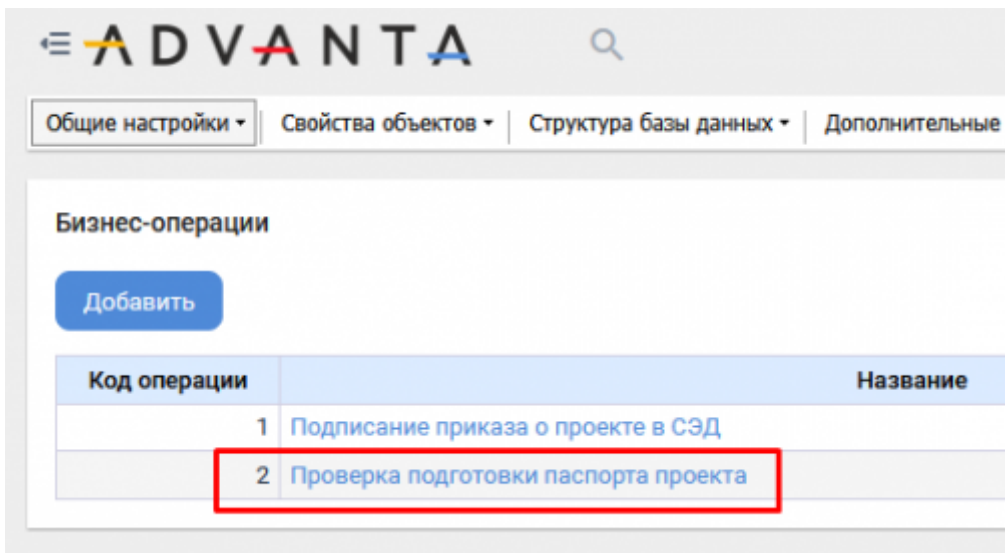 ADVANTA
Общие настройки Свойства объектов Структура базы данных Дополнительные
Бизнес-операции
Добавить
Код операции Название
1 Подписание приказа о проекте в СЭД
2 Проверка подготовки паспорта проекта